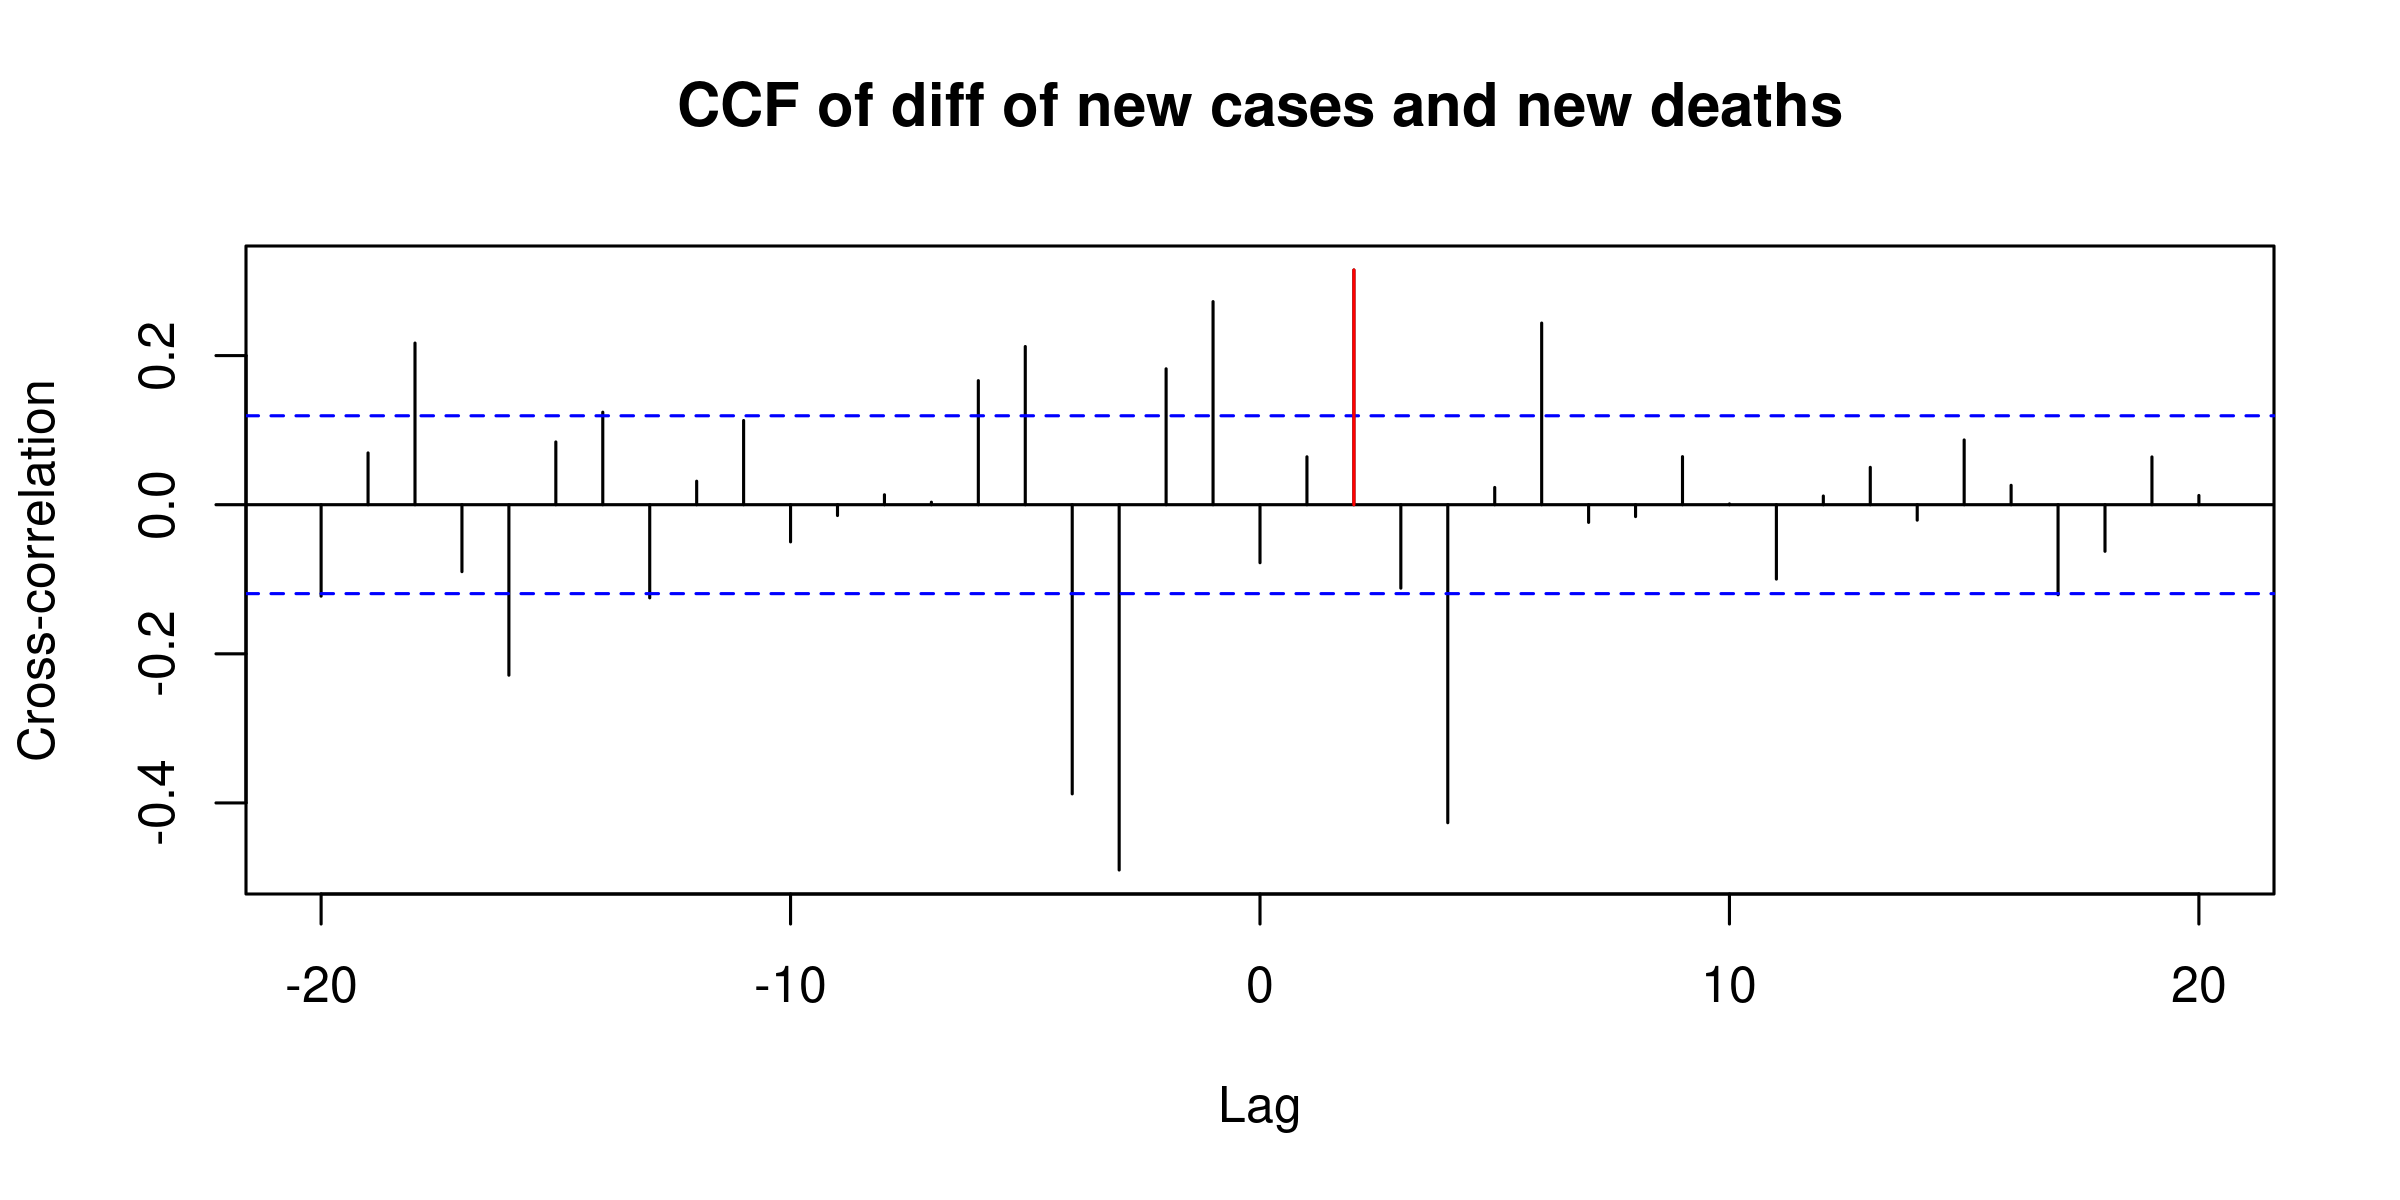 CCF of diff of new cases and new deaths
Cross-correlation
0.2
0.0
-0.2
-0.4
-20 -10 0 10 20
Lag